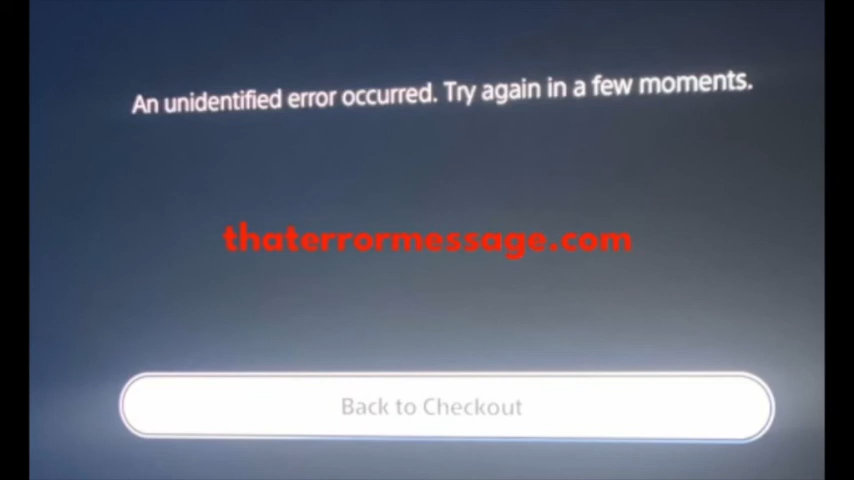 An unidentified error occurred. Try again in a few moments.
thaterrormessage.com
Back to Checkout